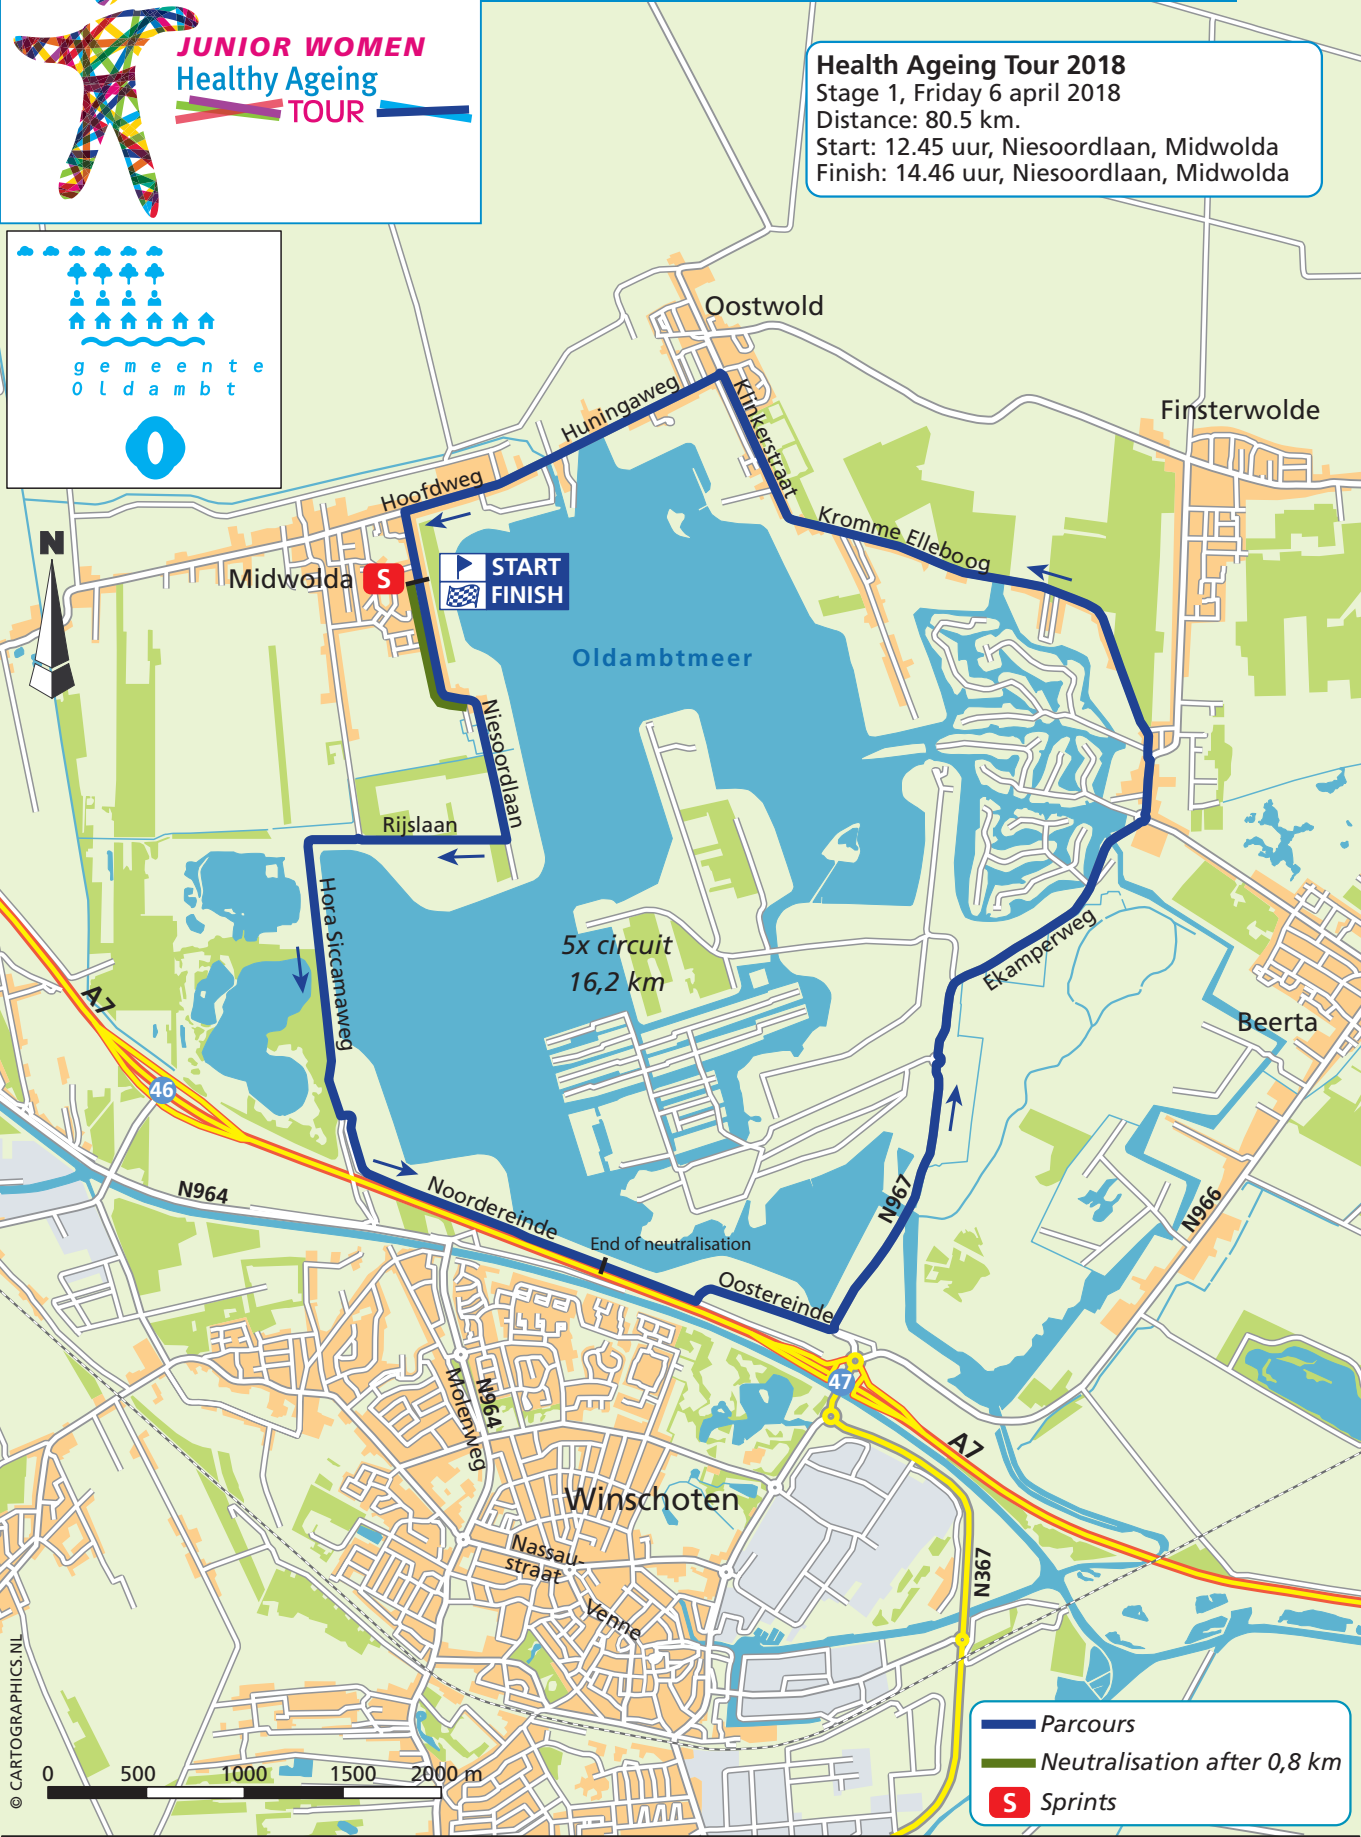 JUNIOR WOMEN
Healthy Ageing
TOUR
Health Ageing Tour 2018
Stage 1, Friday 6 april 2018
Distance: 80.5 km.
Start: 12.45 uur, Niesoordlaan, Midwolda
Finish: 14.46 uur, Niesoordlaan, Midwolda
gemeente
Oldambt
Oostwold
Finsterwolde
Huningaweg
Klinkerstraat
Hoofdweg
Kromme Elleboog
N
Midwolda
S
START
FINISH
Oldambtmeer
Niesoordlaan
Rijslaan
Hora Siccamaweg
5x circuit
16,2 km
Ekamperweg
Beerta
A7
46
N964
Noordereinde
End of neutralisation
Oostereinde
N967
N966
47
A7
Molenweg
N964
Winschoten
Nassau-
straat
Venne
N367
© CARTOGRAPHICS.NL
0 500 1000 1500 2000 m
Parcours
Neutralisation after 0,8 km
S Sprints